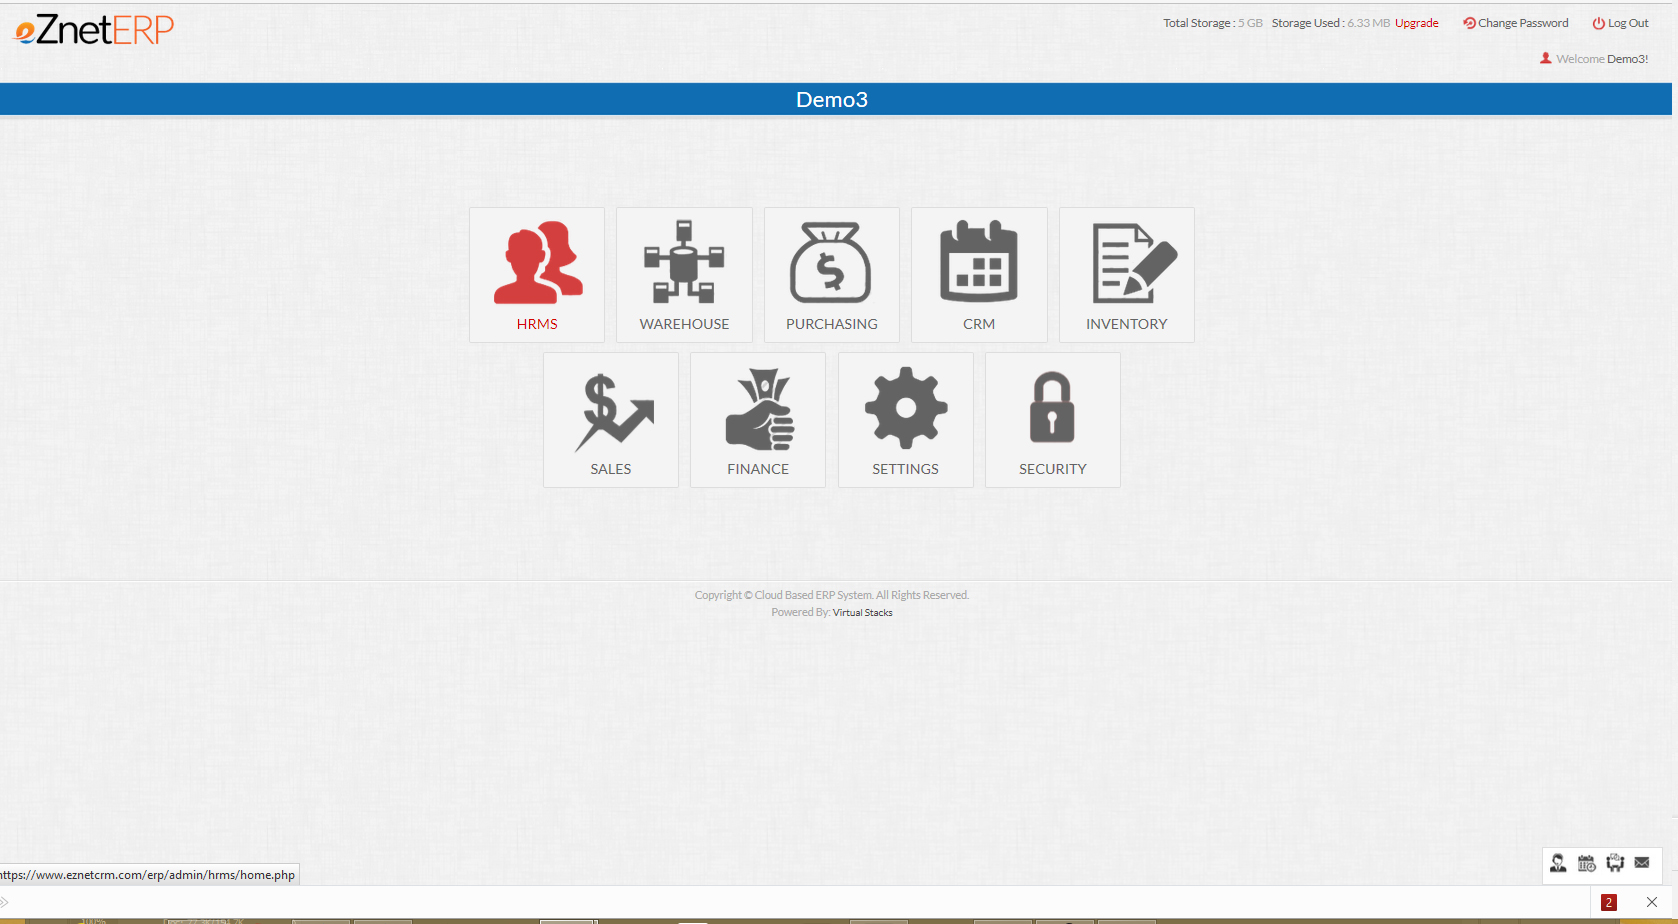 eZnetERP
Total Storage : 5 GB Storage Used : 6.33 MB Upgrade Change Password Log Out
Welcome Demo3!
Demo3
HRMS WAREHOUSE PURCHASING CRM INVENTORY
SALES FINANCE SETTINGS SECURITY
Copyright © Cloud Based ERP System. All Rights Reserved.
Powered By: Virtual Stacks
https://www.eznetcrm.com/erp/admin/hrms/home.php
2
100%